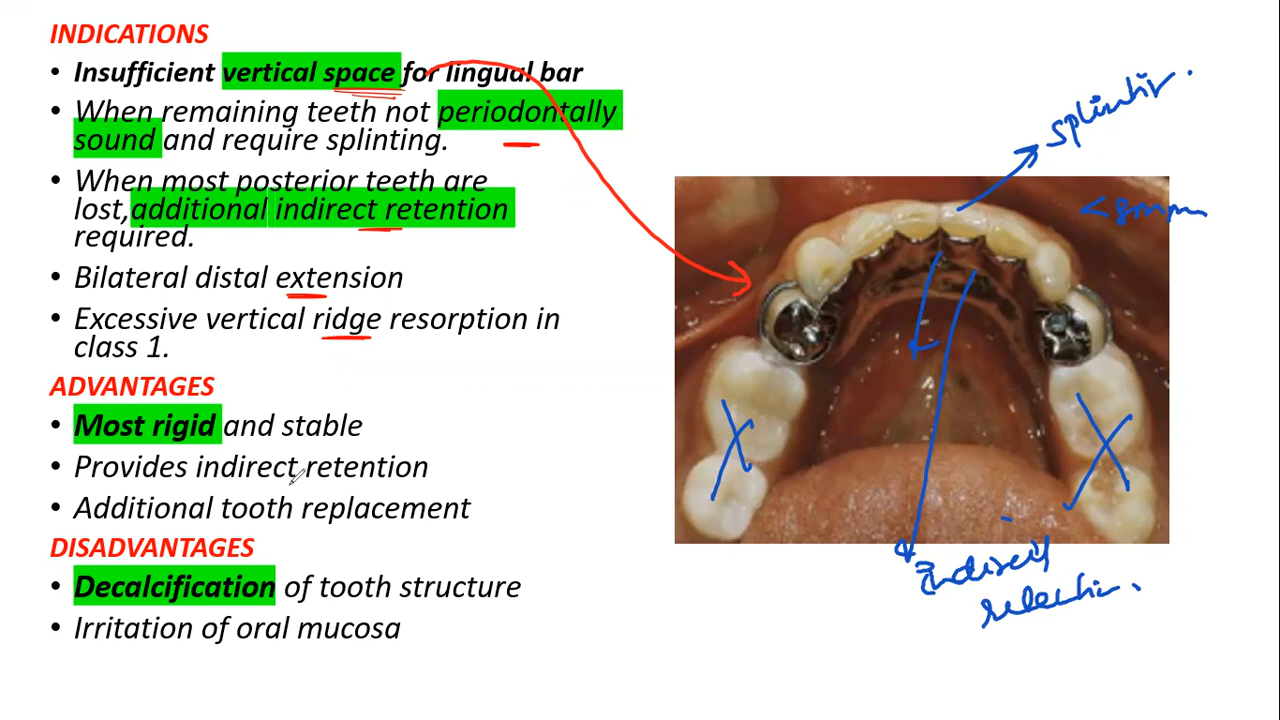 INDICATIONS
• Insufficient vertical space for lingual bar
• When remaining teeth not periodontally
sound and require splinting.
• When most posterior teeth are
lost,additional indirect retention
required.
• Bilateral distal extension
• Excessive vertical ridge resorption in
class 1.
ADVANTAGES
• Most rigid and stable
• Provides indirect retention
• Additional tooth replacement
DISADVANTAGES
• Decalcification of tooth structure
• Irritation of oral mucosa
<8mm